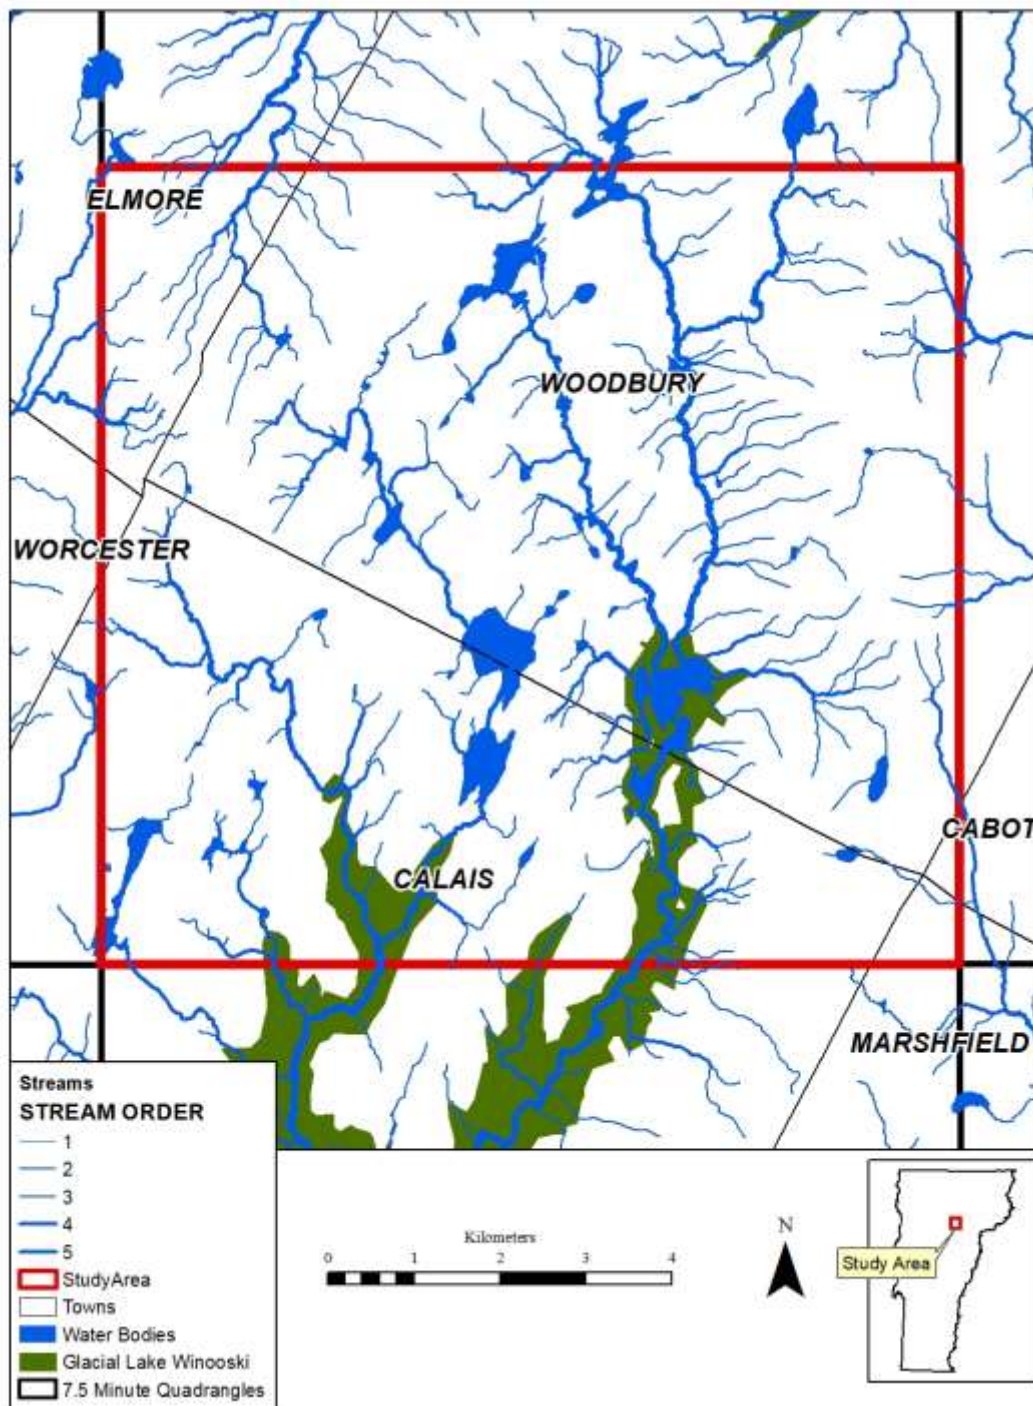 ELMORE
WOODBURY
WORCESTER
CABOT
CALAIS
MARSHFIELD
Streams
STREAM ORDER
1
2
3
4
5
StudyArea
Towns
Water Bodies
Glacial Lake Winooski
7.5 Minute Quadrangles
Kilometers
0 1 2 3 4
N
Study Area